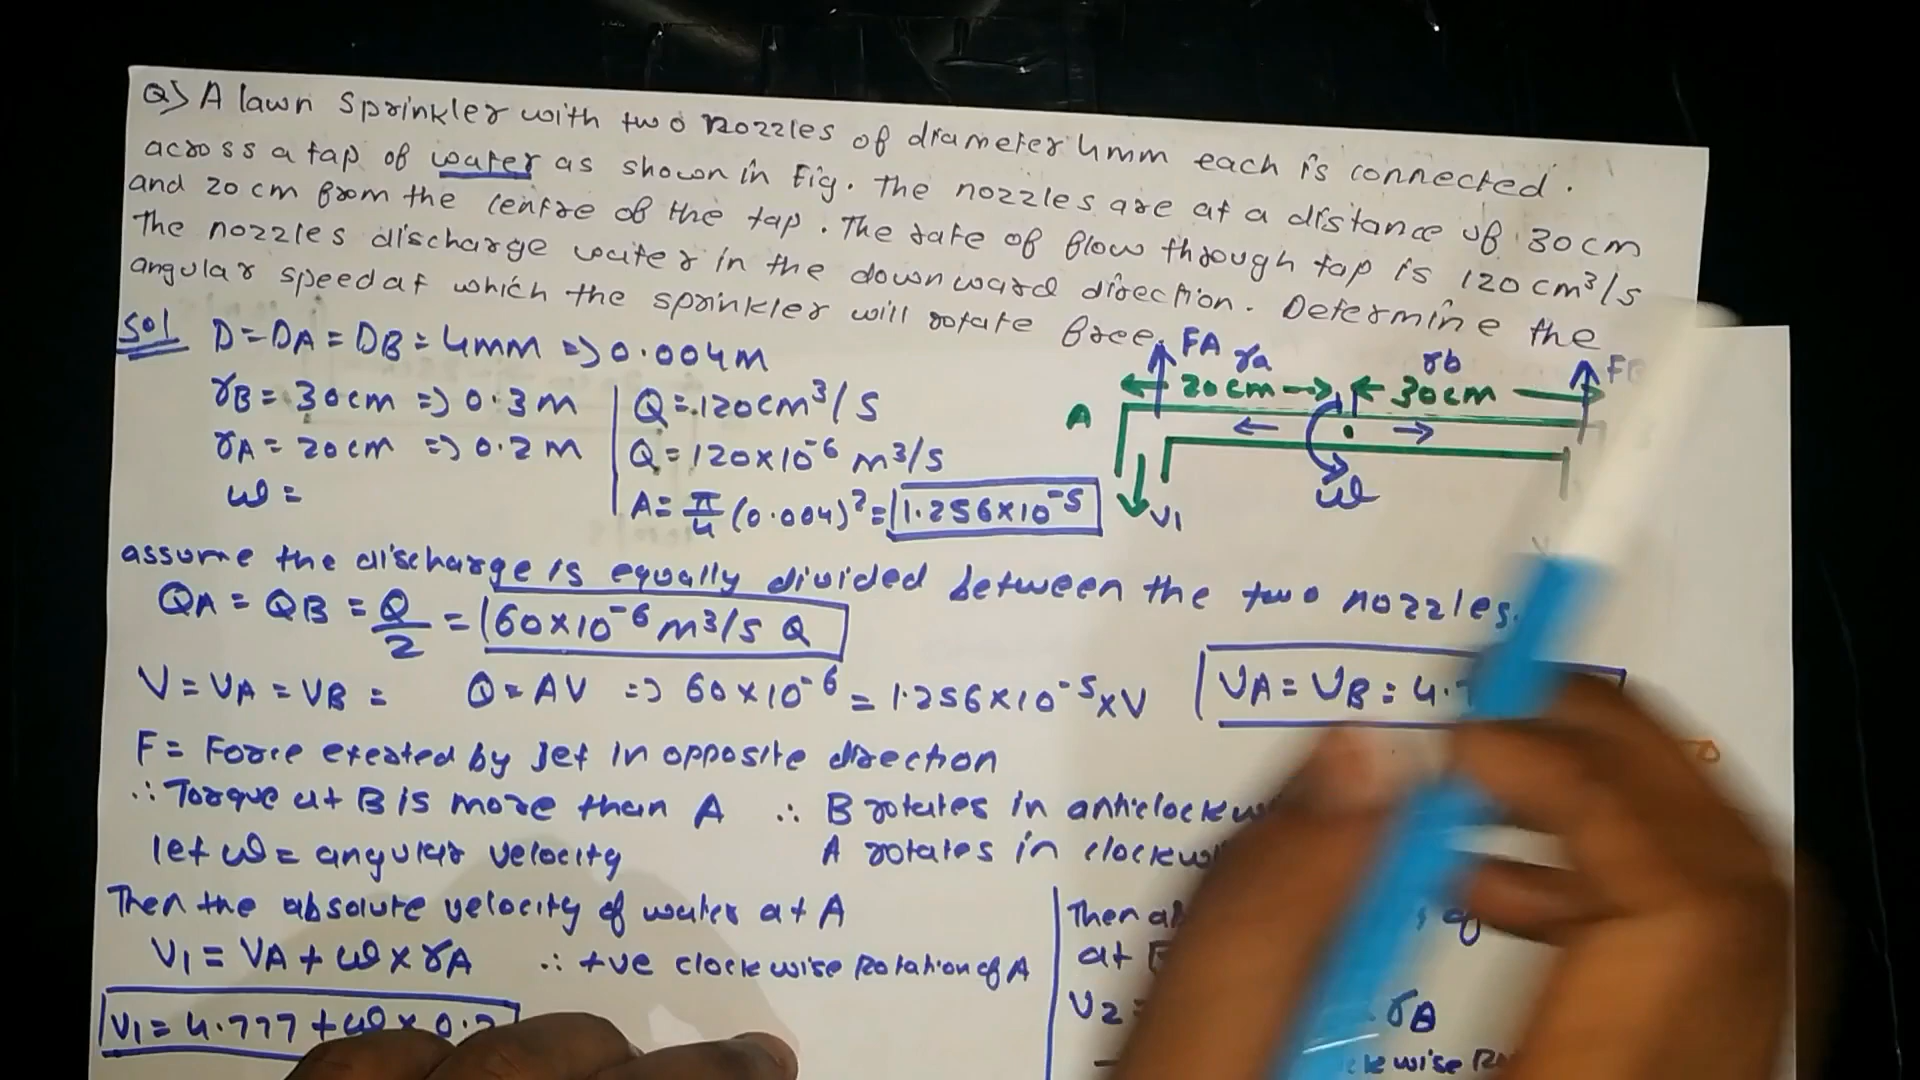 Q) A lawn sprinkler with two nozzles of diameter 4mm each is connected.
across a tap of water as shown in Fig. The nozzles are at a distance of 30cm
and 20 cm from the centre of the tap. The rate of flow through tap is 120 cm³/s
The nozzles discharge water in the downward direction. Determine the
angular speed at which the sprinkler will rotate free.
Sol D = DA = DB = 4mm => 0.004m
rB = 30cm => 0.3m
rA = 20cm => 0.2m
ω =
Q = 120cm³/s
Q = 120×10⁻⁶ m³/s
A = π/4 (0.004)² = 1.256×10⁻⁵
FA ra rb
20cm 30cm
A
ω
V1
assume the discharge is equally divided between the two nozzles.
QA = QB = Q/2 = 60×10⁻⁶ m³/s Q
V = VA = VB = Q = AV => 60×10⁻⁶ = 1.256×10⁻⁵×V VA = VB =
F = Force exerted by Jet in opposite direction
∴ Torque at B is more than A ∴ B rotates in
let ω = angular velocity A rotates in
Then the absolute velocity of water at A
V1 = VA + ω×rA ∴ +ve clockwise Rotation of A
V1 = 4.777 + ω×
Then
at
V2